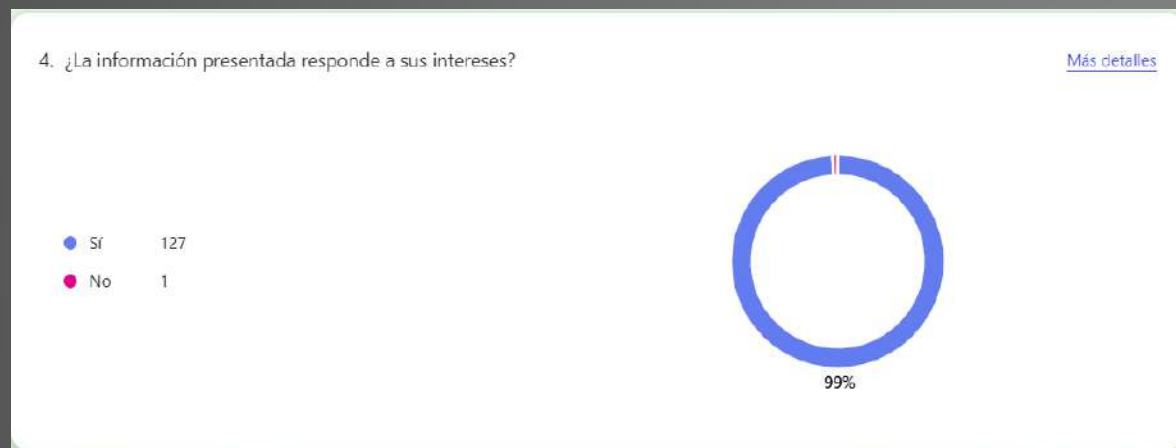 4. ¿La información presentada responde a sus intereses?
Más detalles
Sí 127
No 1
99%